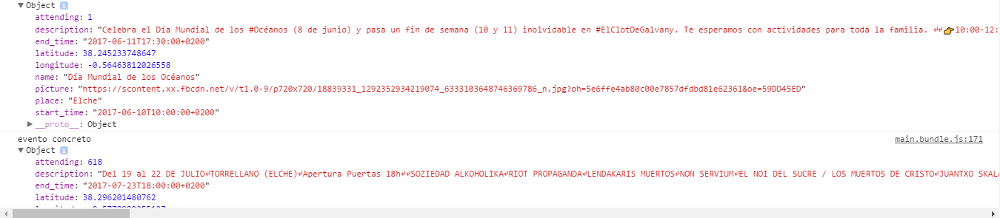 ▼ Object i
attending: 1
description: "Celebra el Día Mundial de los #Océanos (8 de junio) y pasa un fin de semana (10 y 11) inolvidable en #ElClotDeGalvany. Te esperamos con actividades para toda la familia. ↵↵👉10:00-12:
end_time: "2017-06-11T17:30:00+0200"
latitude: 38.245233748647
longitude: -0.56463812026558
name: "Día Mundial de los Océanos"
picture: "https://scontent.xx.fbcdn.net/v/t1.0-9/p720x720/18839331_1292352934219074_6333103648746369786_n.jpg?oh=5e6ffe4ab80c00e7857dfdbd81e62361&oe=59DD45ED"
place: "Elche"
start_time: "2017-06-10T10:00:00+0200"
▶ __proto__: Object
evento concreto main.bundle.js:171
▼ Object i
attending: 618
description: "Del 19 al 22 DE JULIO↵TORRELLANO (ELCHE)↵Apertura Puertas 18h↵↵SOZIEDAD ALKOHOLIKA↵RIOT PROPAGANDA↵LENDAKARIS MUERTOS↵NON SERVIUM↵EL NOI DEL SUCRE / LOS MUERTOS DE CRISTO↵JUANTXO SKALA
end_time: "2017-07-23T18:00:00+0200"
latitude: 38.296201480762